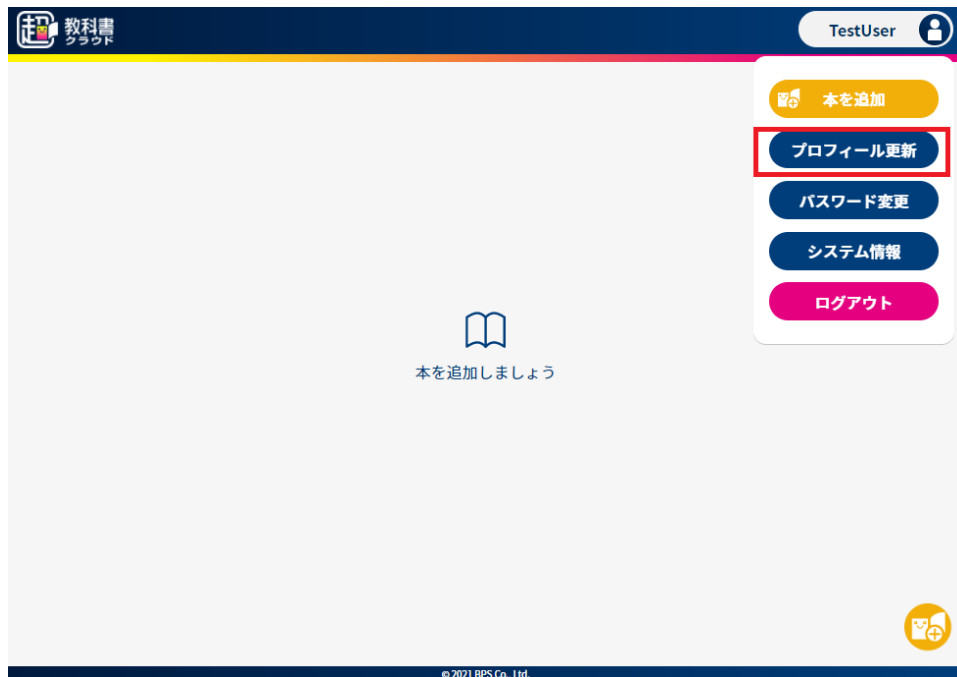 超 教科書
クラウド
TestUser
本を追加
プロフィール更新
パスワード変更
システム情報
ログアウト
本を追加しましょう
© 2021 BPS Co., Ltd.